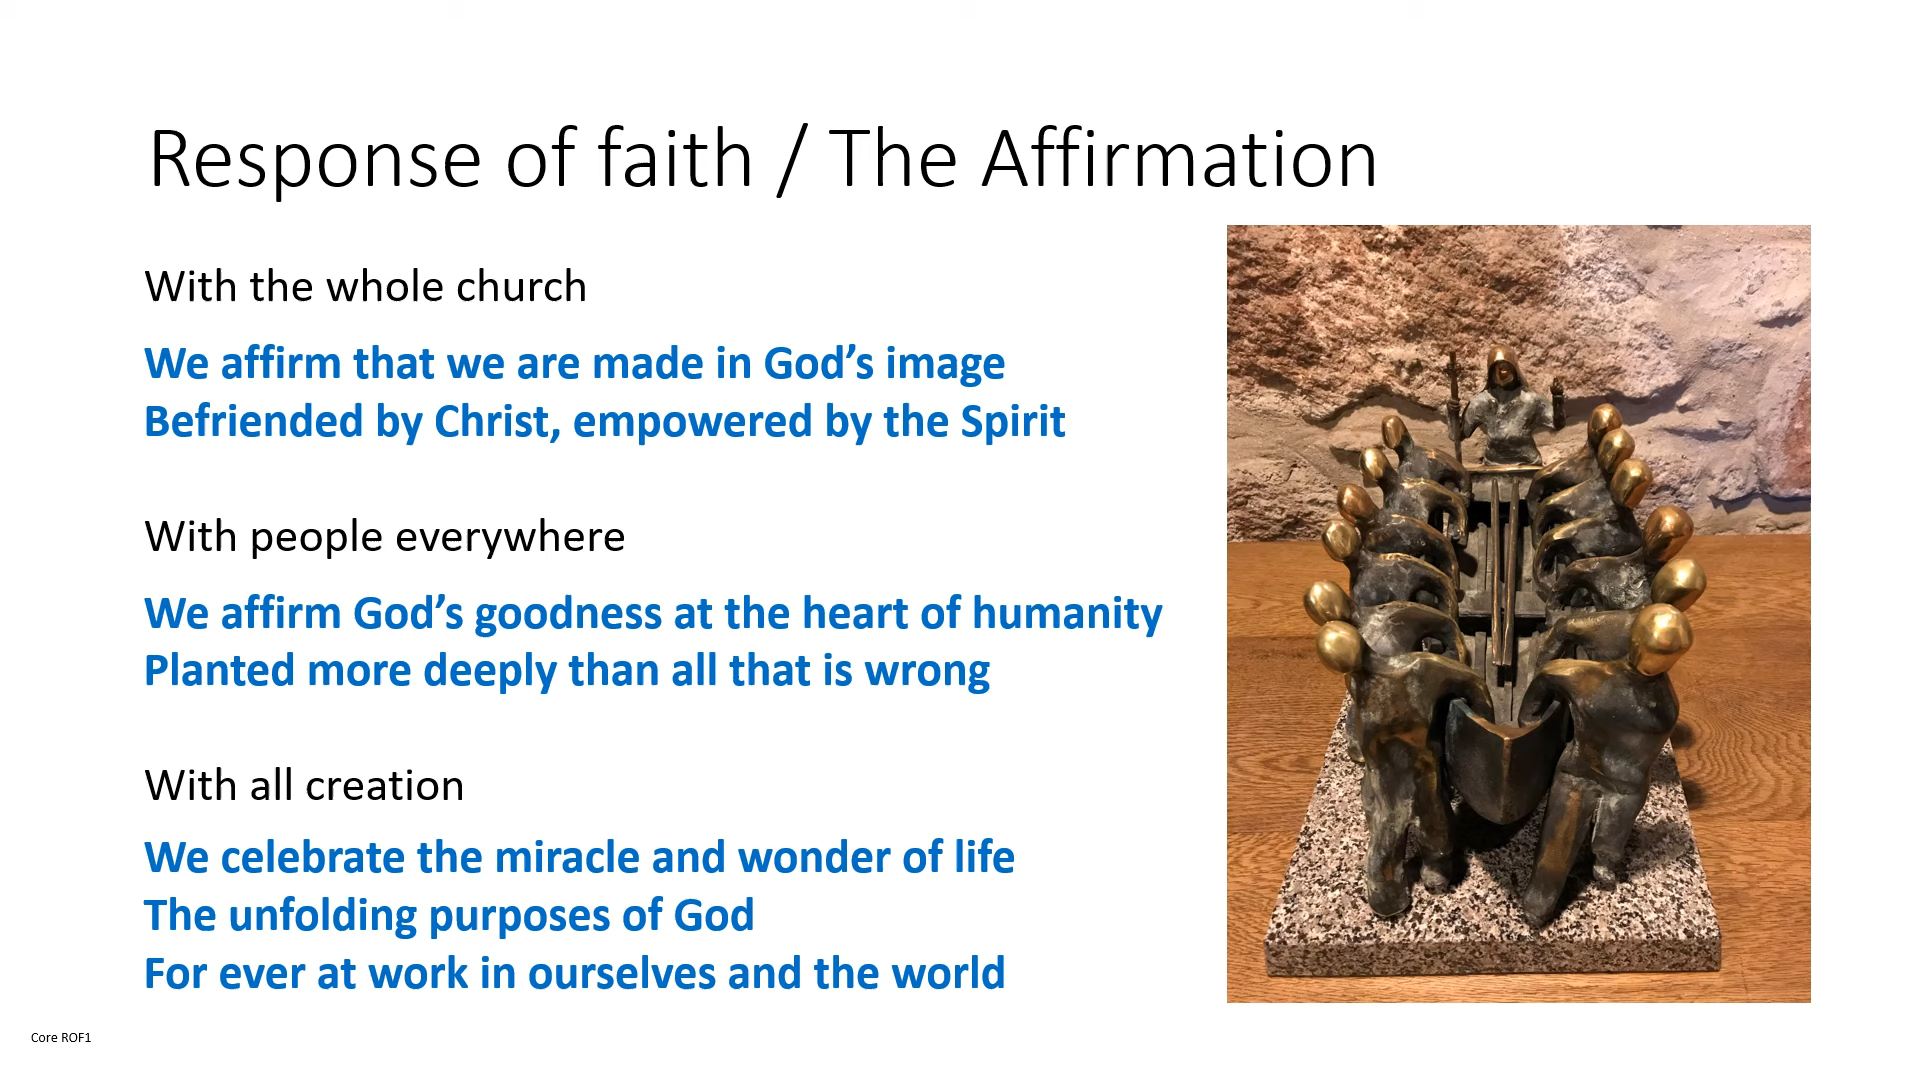 Response of faith / The Affirmation
With the whole church
We affirm that we are made in God’s image
Befriended by Christ, empowered by the Spirit
With people everywhere
We affirm God’s goodness at the heart of humanity
Planted more deeply than all that is wrong
With all creation
We celebrate the miracle and wonder of life
The unfolding purposes of God
For ever at work in ourselves and the world
Core ROF1